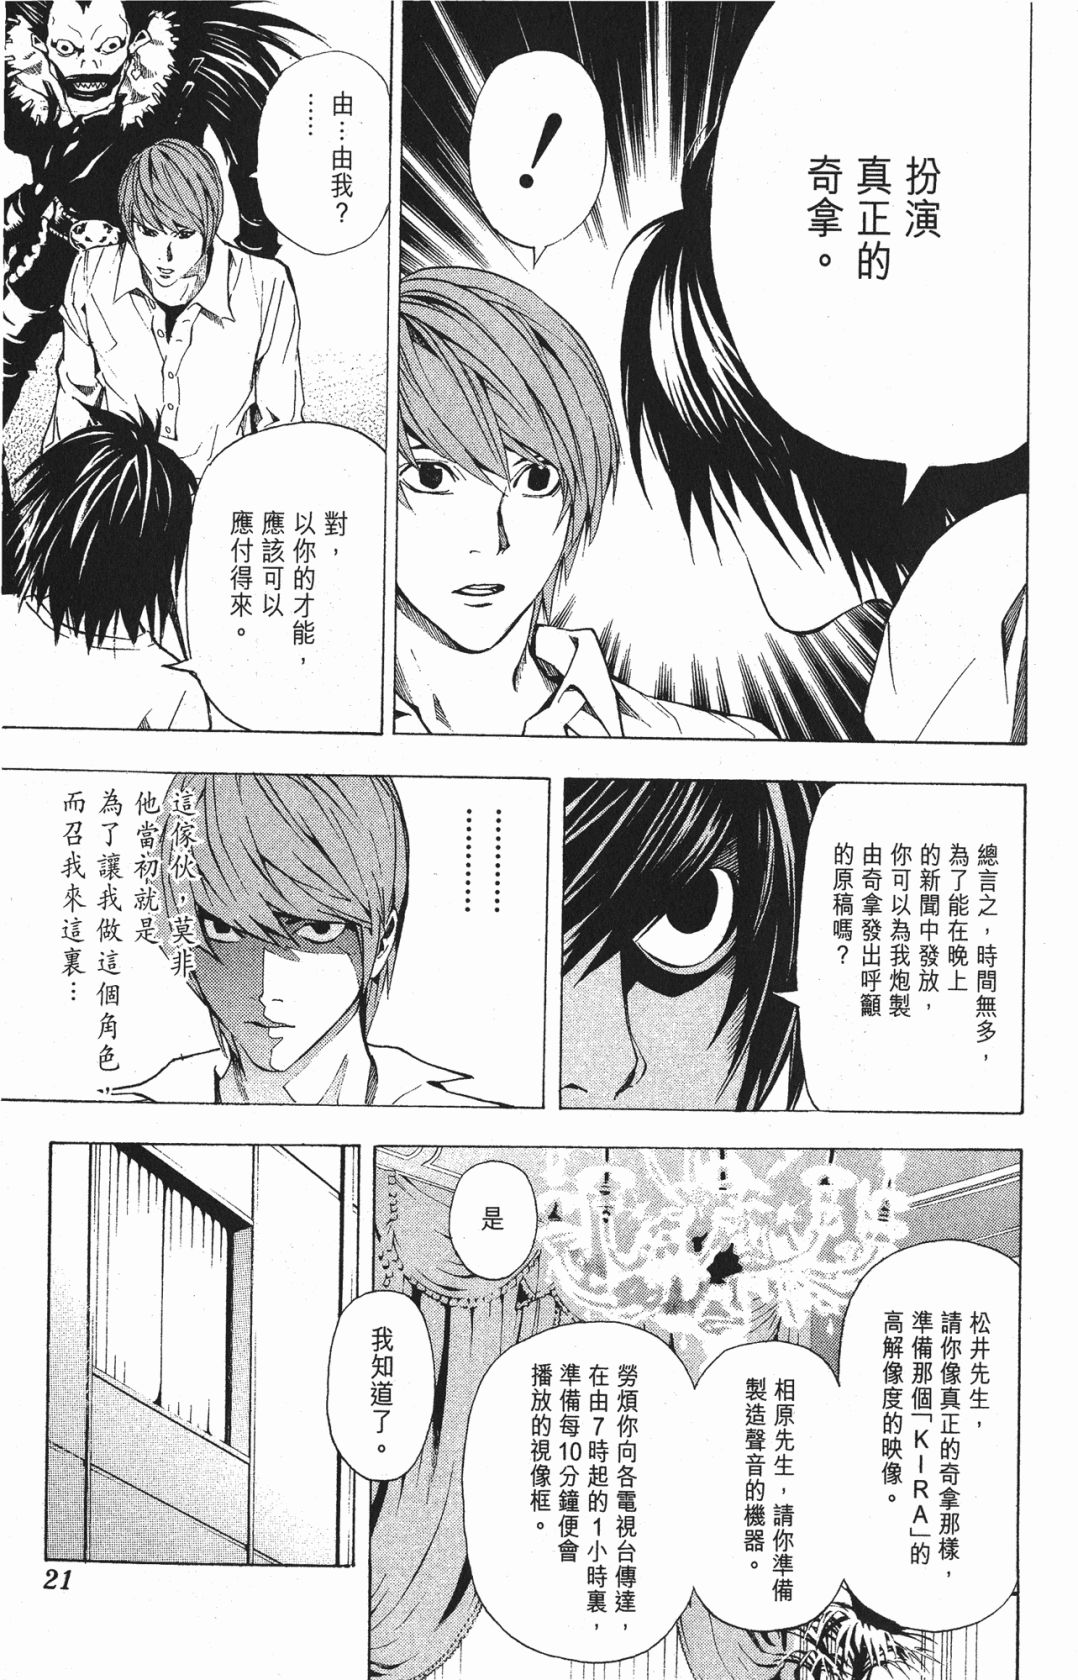 扮演
真正的
奇拿。
！
由…由我？
……
對，
以你的才能，
應該可以
應付得來。
總言之，時間無多，
為了能在晚上
的新聞中發放，
你可以為我炮製
由奇拿發出呼籲
的原稿嗎？
…………
這傢伙，莫非
他當初就是
為了讓我做這個角色，
而召我來這裏…
松井先生，
請你像真正的奇拿那樣，
準備那個「KIRA」的
高解像度的映像。
相原先生，請你準備
製造聲音的機器。
勞煩你向各電視台傳達，
在由7時起的1小時裏，
準備每10分鐘便會
播放的視像框。
是
我知道了。
21